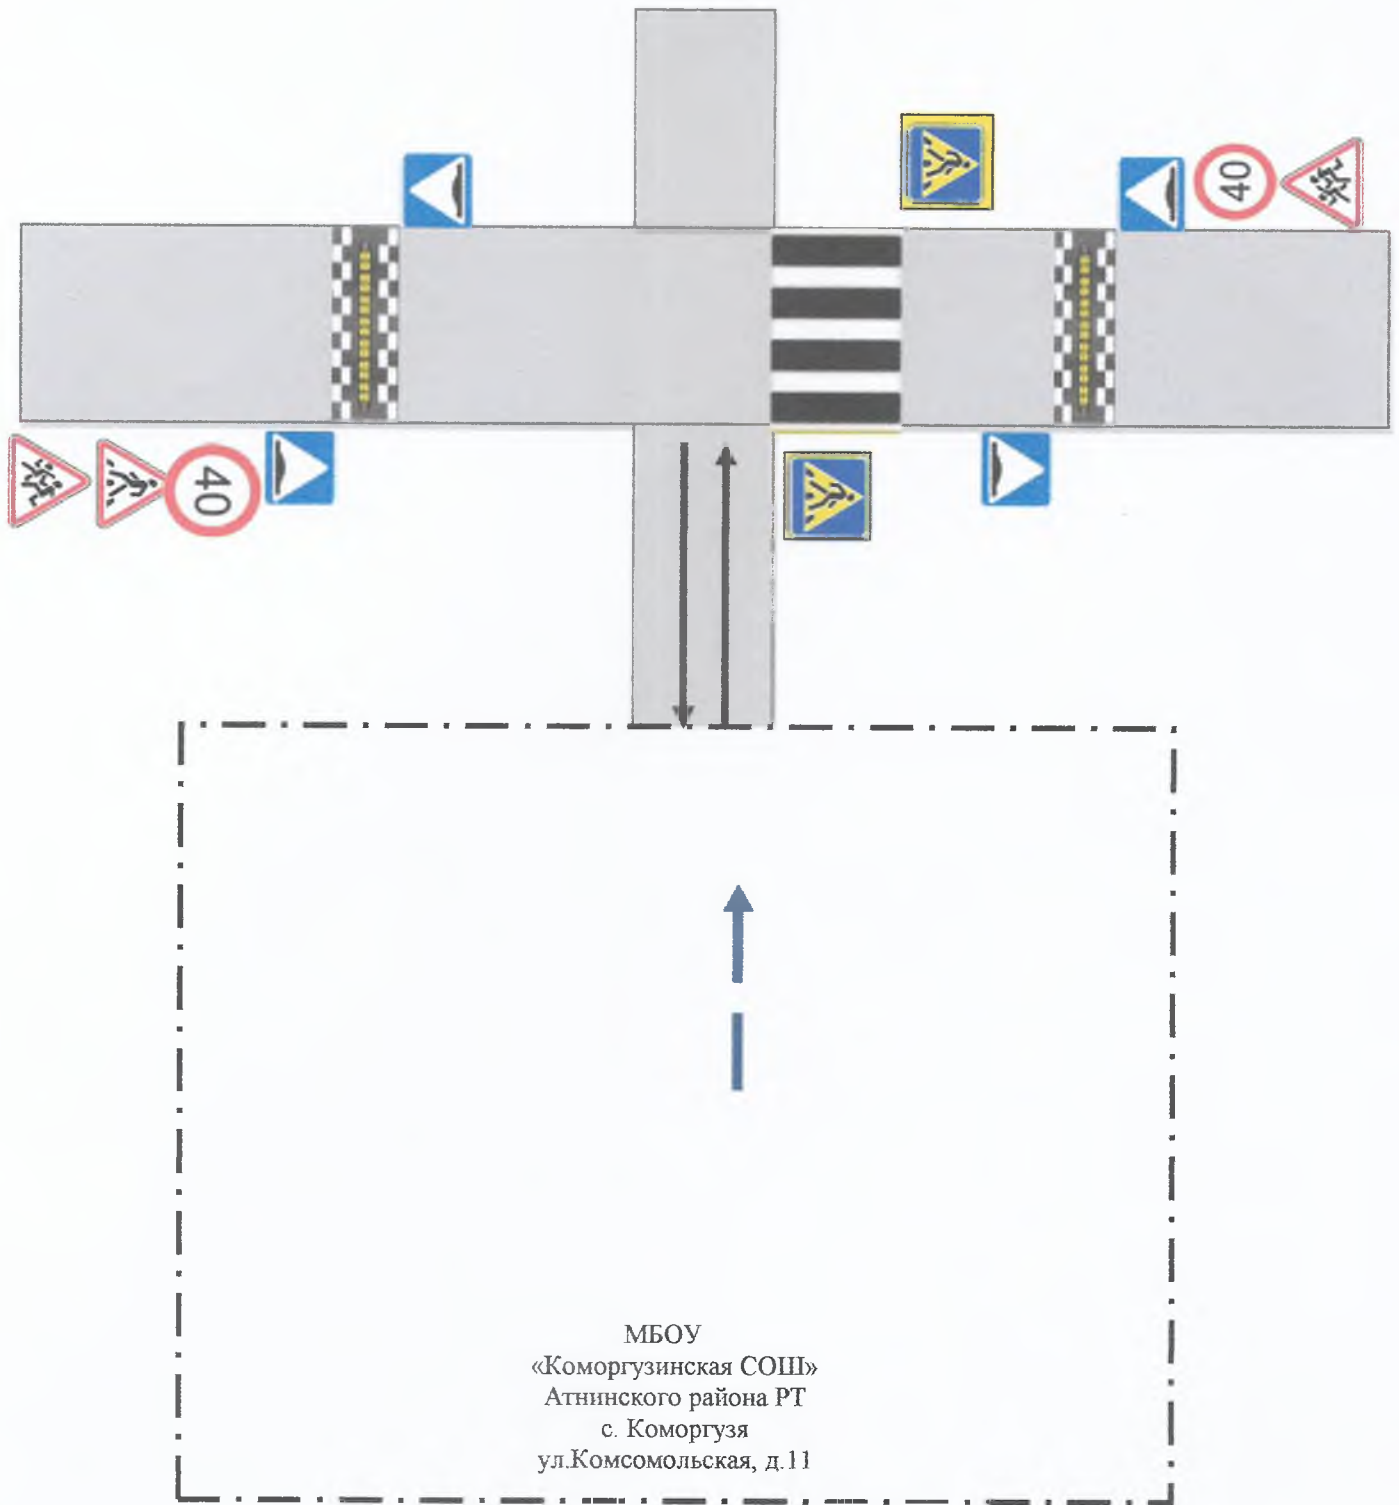 40
40
МБОУ
«Коморгузинская СОШ»
Атнинского района РТ
с. Коморгузя
ул.Комсомольская, д.11